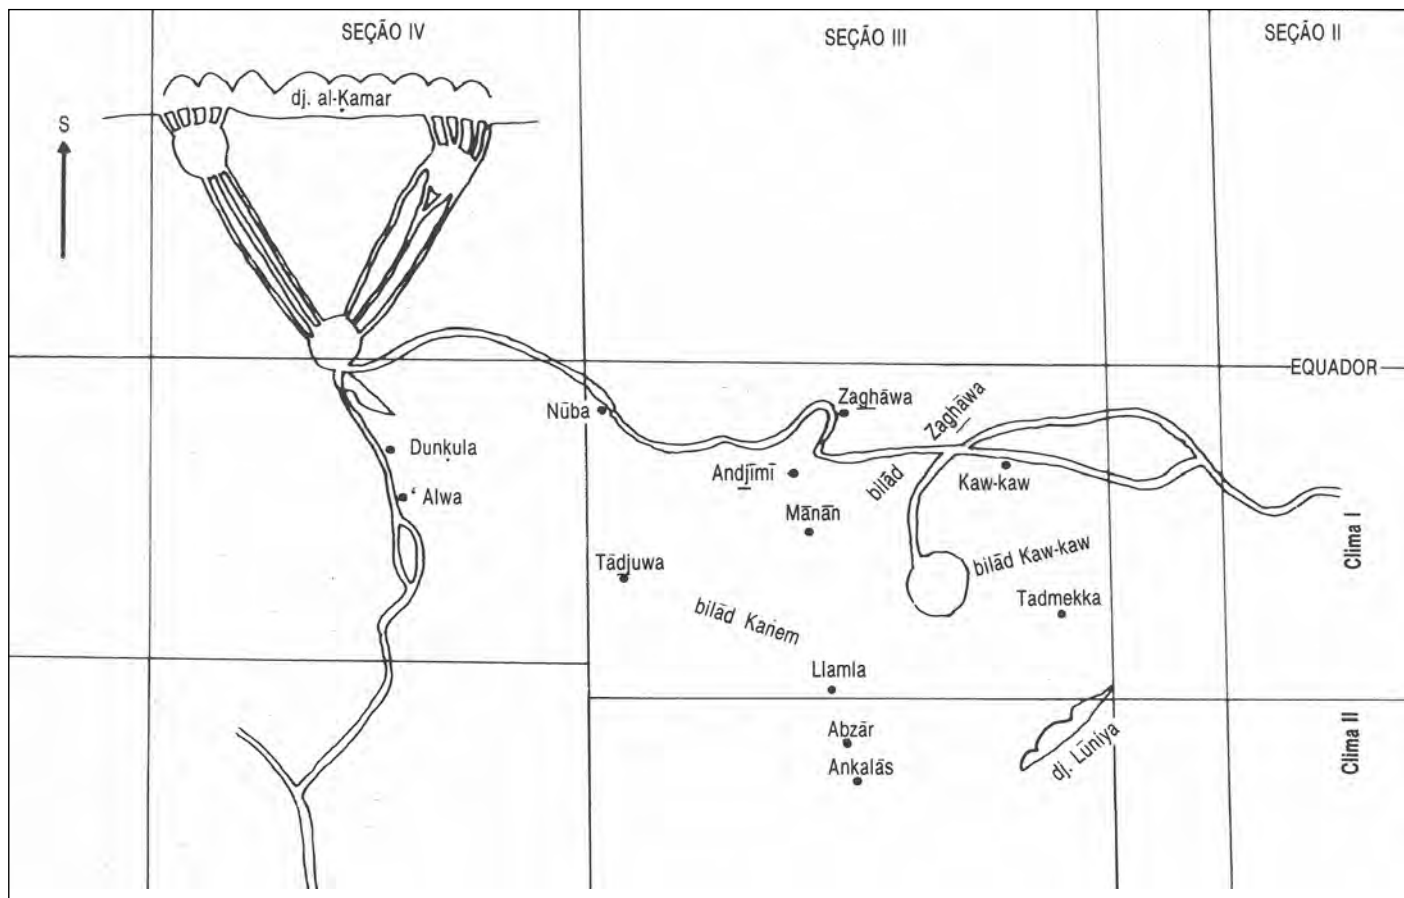 SEÇÃO IV
SEÇÃO III
SEÇÃO II
dj. al-Kamar
S
EQUADOR
Zaghāwa
Zaghāwa
Nūba
Dunkula
Andjīmī
bilād
Kaw-kaw
ʿAlwa
Mānān
Clima I
Tādjuwa
bilād Kaw-kaw
Tadmekka
bilād Kanem
Llamla
Abzār
Clima II
dj. Lūniya
Ankalās